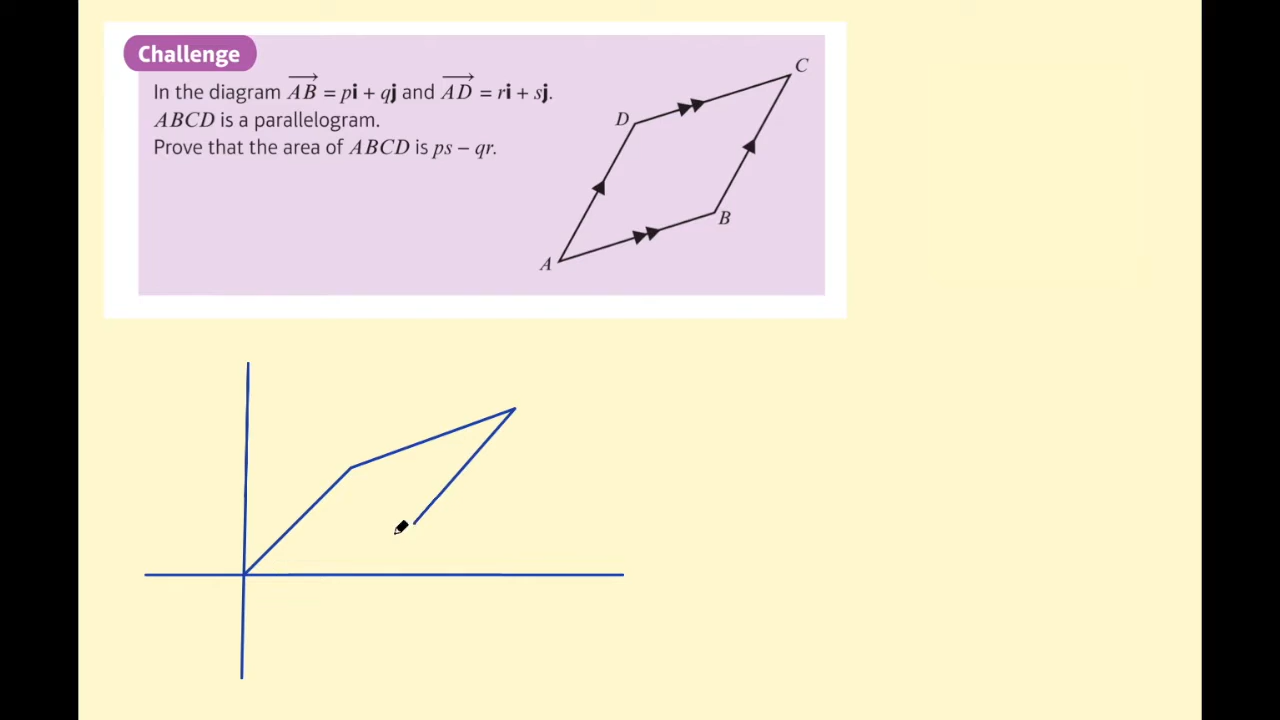 Challenge
In the diagram AB = pi + qj and AD = ri + sj.
ABCD is a parallelogram.
Prove that the area of ABCD is ps – qr.
C
D
B
A